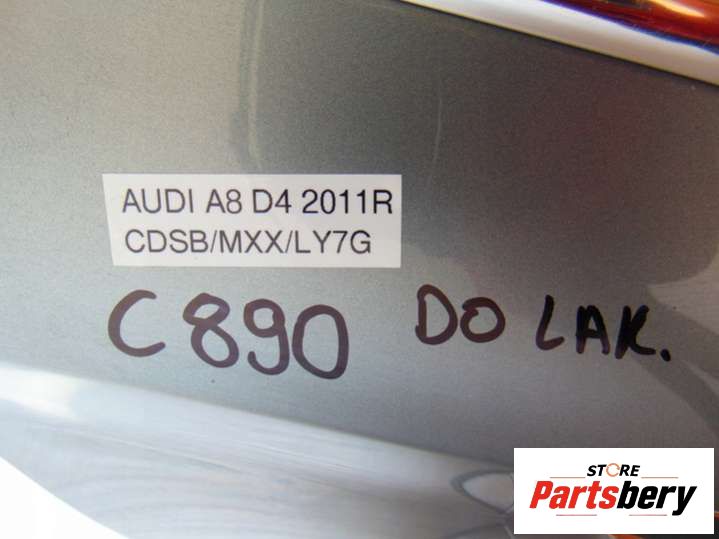 AUDI A8 D4 2011R
CDSB/MXX/LY7G
C890 DO LAK.
STORE
Partsbery